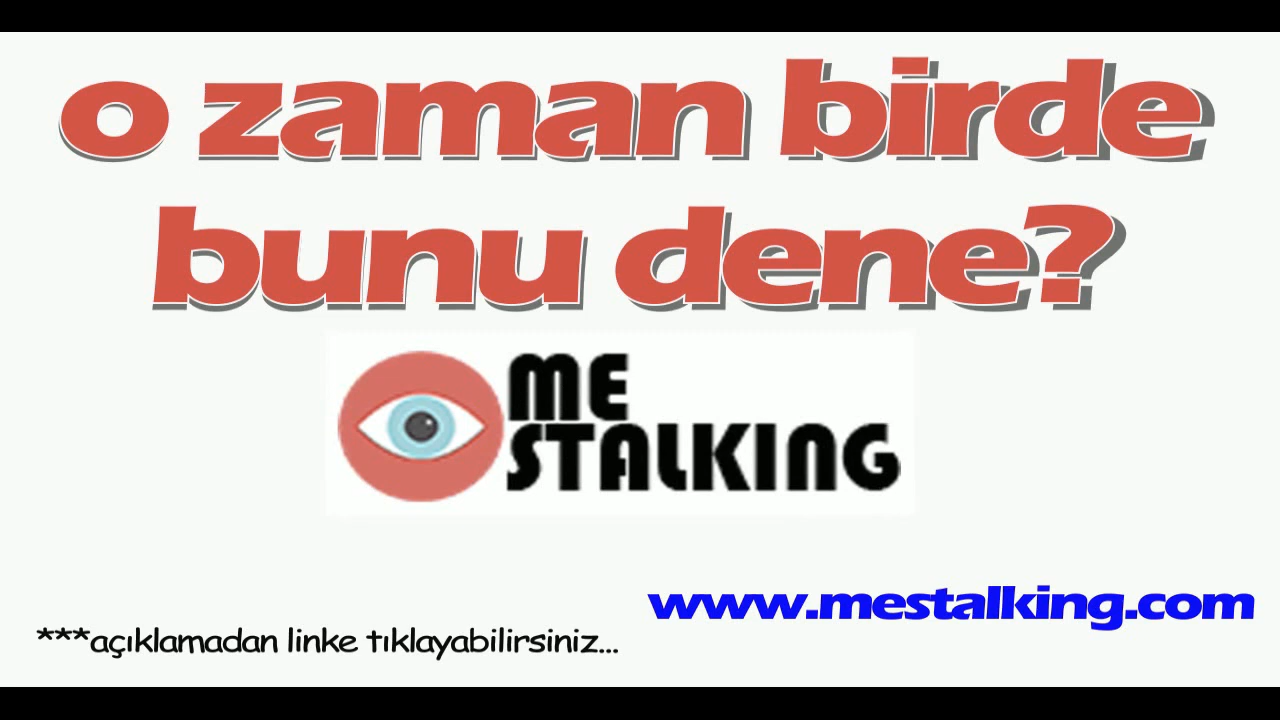 o zaman birde
bunu dene?
ME
STALKING
www.mestalking.com
***açıklamadan linke tıklayabilirsiniz...